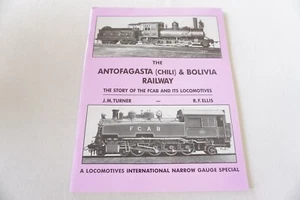 THE
ANTOFAGASTA (CHILI) & BOLIVIA
RAILWAY
THE STORY OF THE FCAB AND ITS LOCOMOTIVES
J.M. TURNER – R.F. ELLIS
FCAB
A LOCOMOTIVES INTERNATIONAL NARROW GAUGE SPECIAL